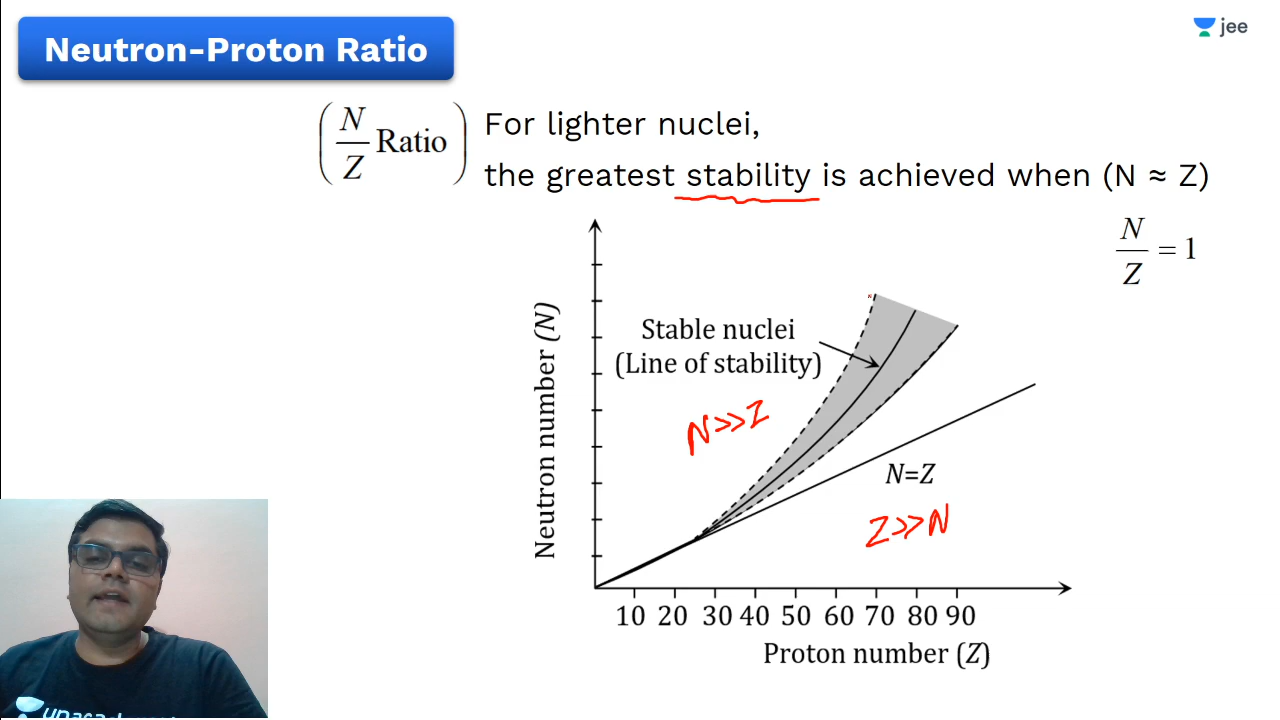 Neutron-Proton Ratio
jee
(N/Z Ratio) For lighter nuclei,
the greatest stability is achieved when (N ≈ Z)
N/Z = 1
Neutron number (N)
Stable nuclei
(Line of stability)
N>>Z
N=Z
Z>>N
10 20 30 40 50 60 70 80 90
Proton number (Z)